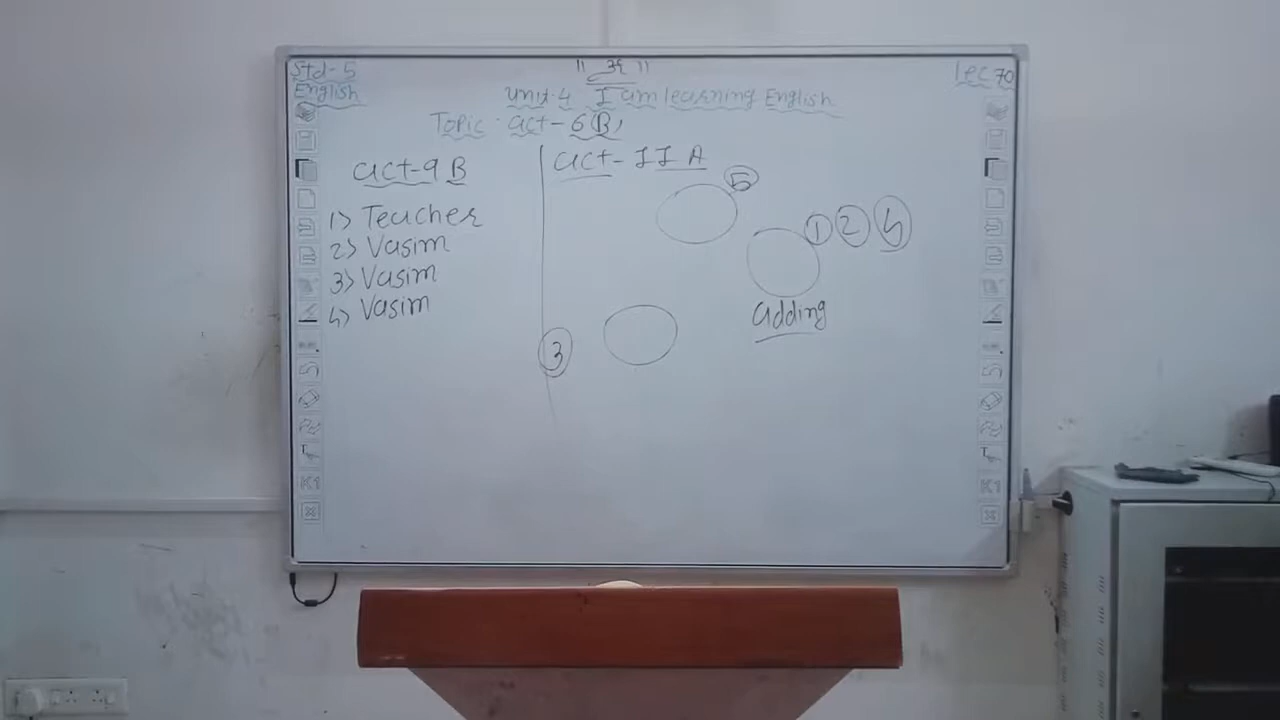 Std-5
English
Lec 70
Unit-4 I am learning English
Topic: act-6(B)
act-9 B
1) Teacher
2) Vasim
3) Vasim
4) Vasim
act-11 A
5
1 2 4
adding
3